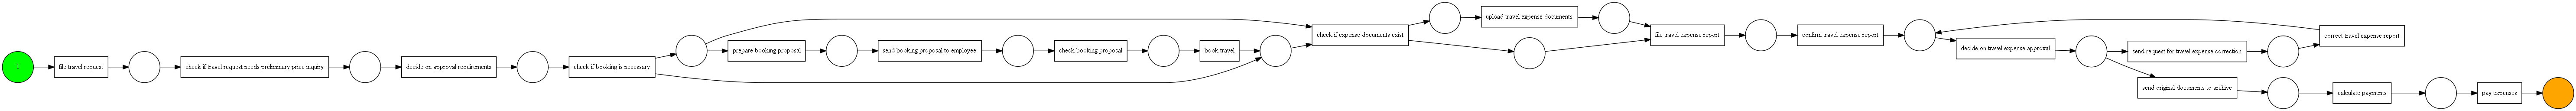 1
file travel request
check if travel request needs preliminary price inquiry
decide on approval requirements
check if booking is necessary
prepare booking proposal
send booking proposal to employee
check booking proposal
book travel
check if expense documents exist
upload travel expense documents
file travel expense report
confirm travel expense report
decide on travel expense approval
send request for travel expense correction
correct travel expense report
send original documents to archive
calculate payments
pay expenses